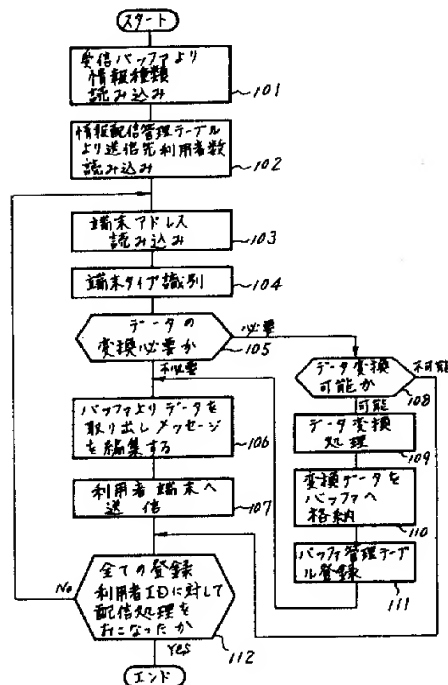 スタート
受信バッファより
情報種類
読み込み
101
情報配信管理テーブル
より送信先利用者数
読み込み
102
端末アドレス
読み込み
103
端末タイプ識別
104
データの
変換必要か
105
必要
不必要
データ変換
可能か
108
不可能
可能
バッファよりデータを
取り出しメッセージ
を編集する
106
データ変換
処理
109
利用者端末へ
送信
107
変換データを
バッファへ
格納
110
バッファ管理テーブ
ル登録
111
全ての登録
利用者IDに対して
配信処理を
おこなったか
112
No
Yes
エンド